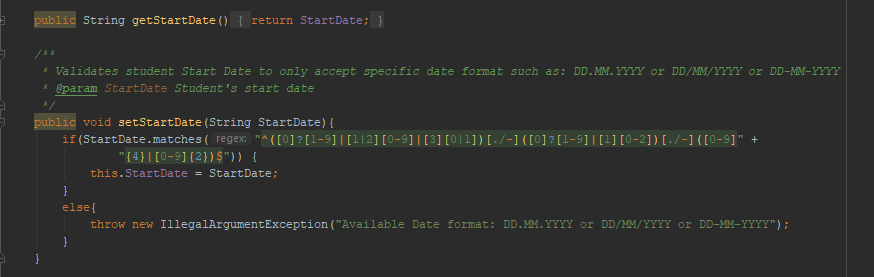 public String getStartDate() { return StartDate; }
/**
* Validates student Start Date to only accept specific date format such as: DD.MM.YYYY or DD/MM/YYYY or DD-MM-YYYY
* @param StartDate Student's start date
*/
public void setStartDate(String StartDate){
if(StartDate.matches( regex: "^([0]?[1-9]|[1|2][0-9]|[3][0|1])[./-]([0]?[1-9]|[1][0-2])[./-]([0-9]" +
"{4}|[0-9]{2})$")) {
this.StartDate = StartDate;
}
else{
throw new IllegalArgumentException("Available Date format: DD.MM.YYYY or DD/MM/YYYY or DD-MM-YYYY");
}
}